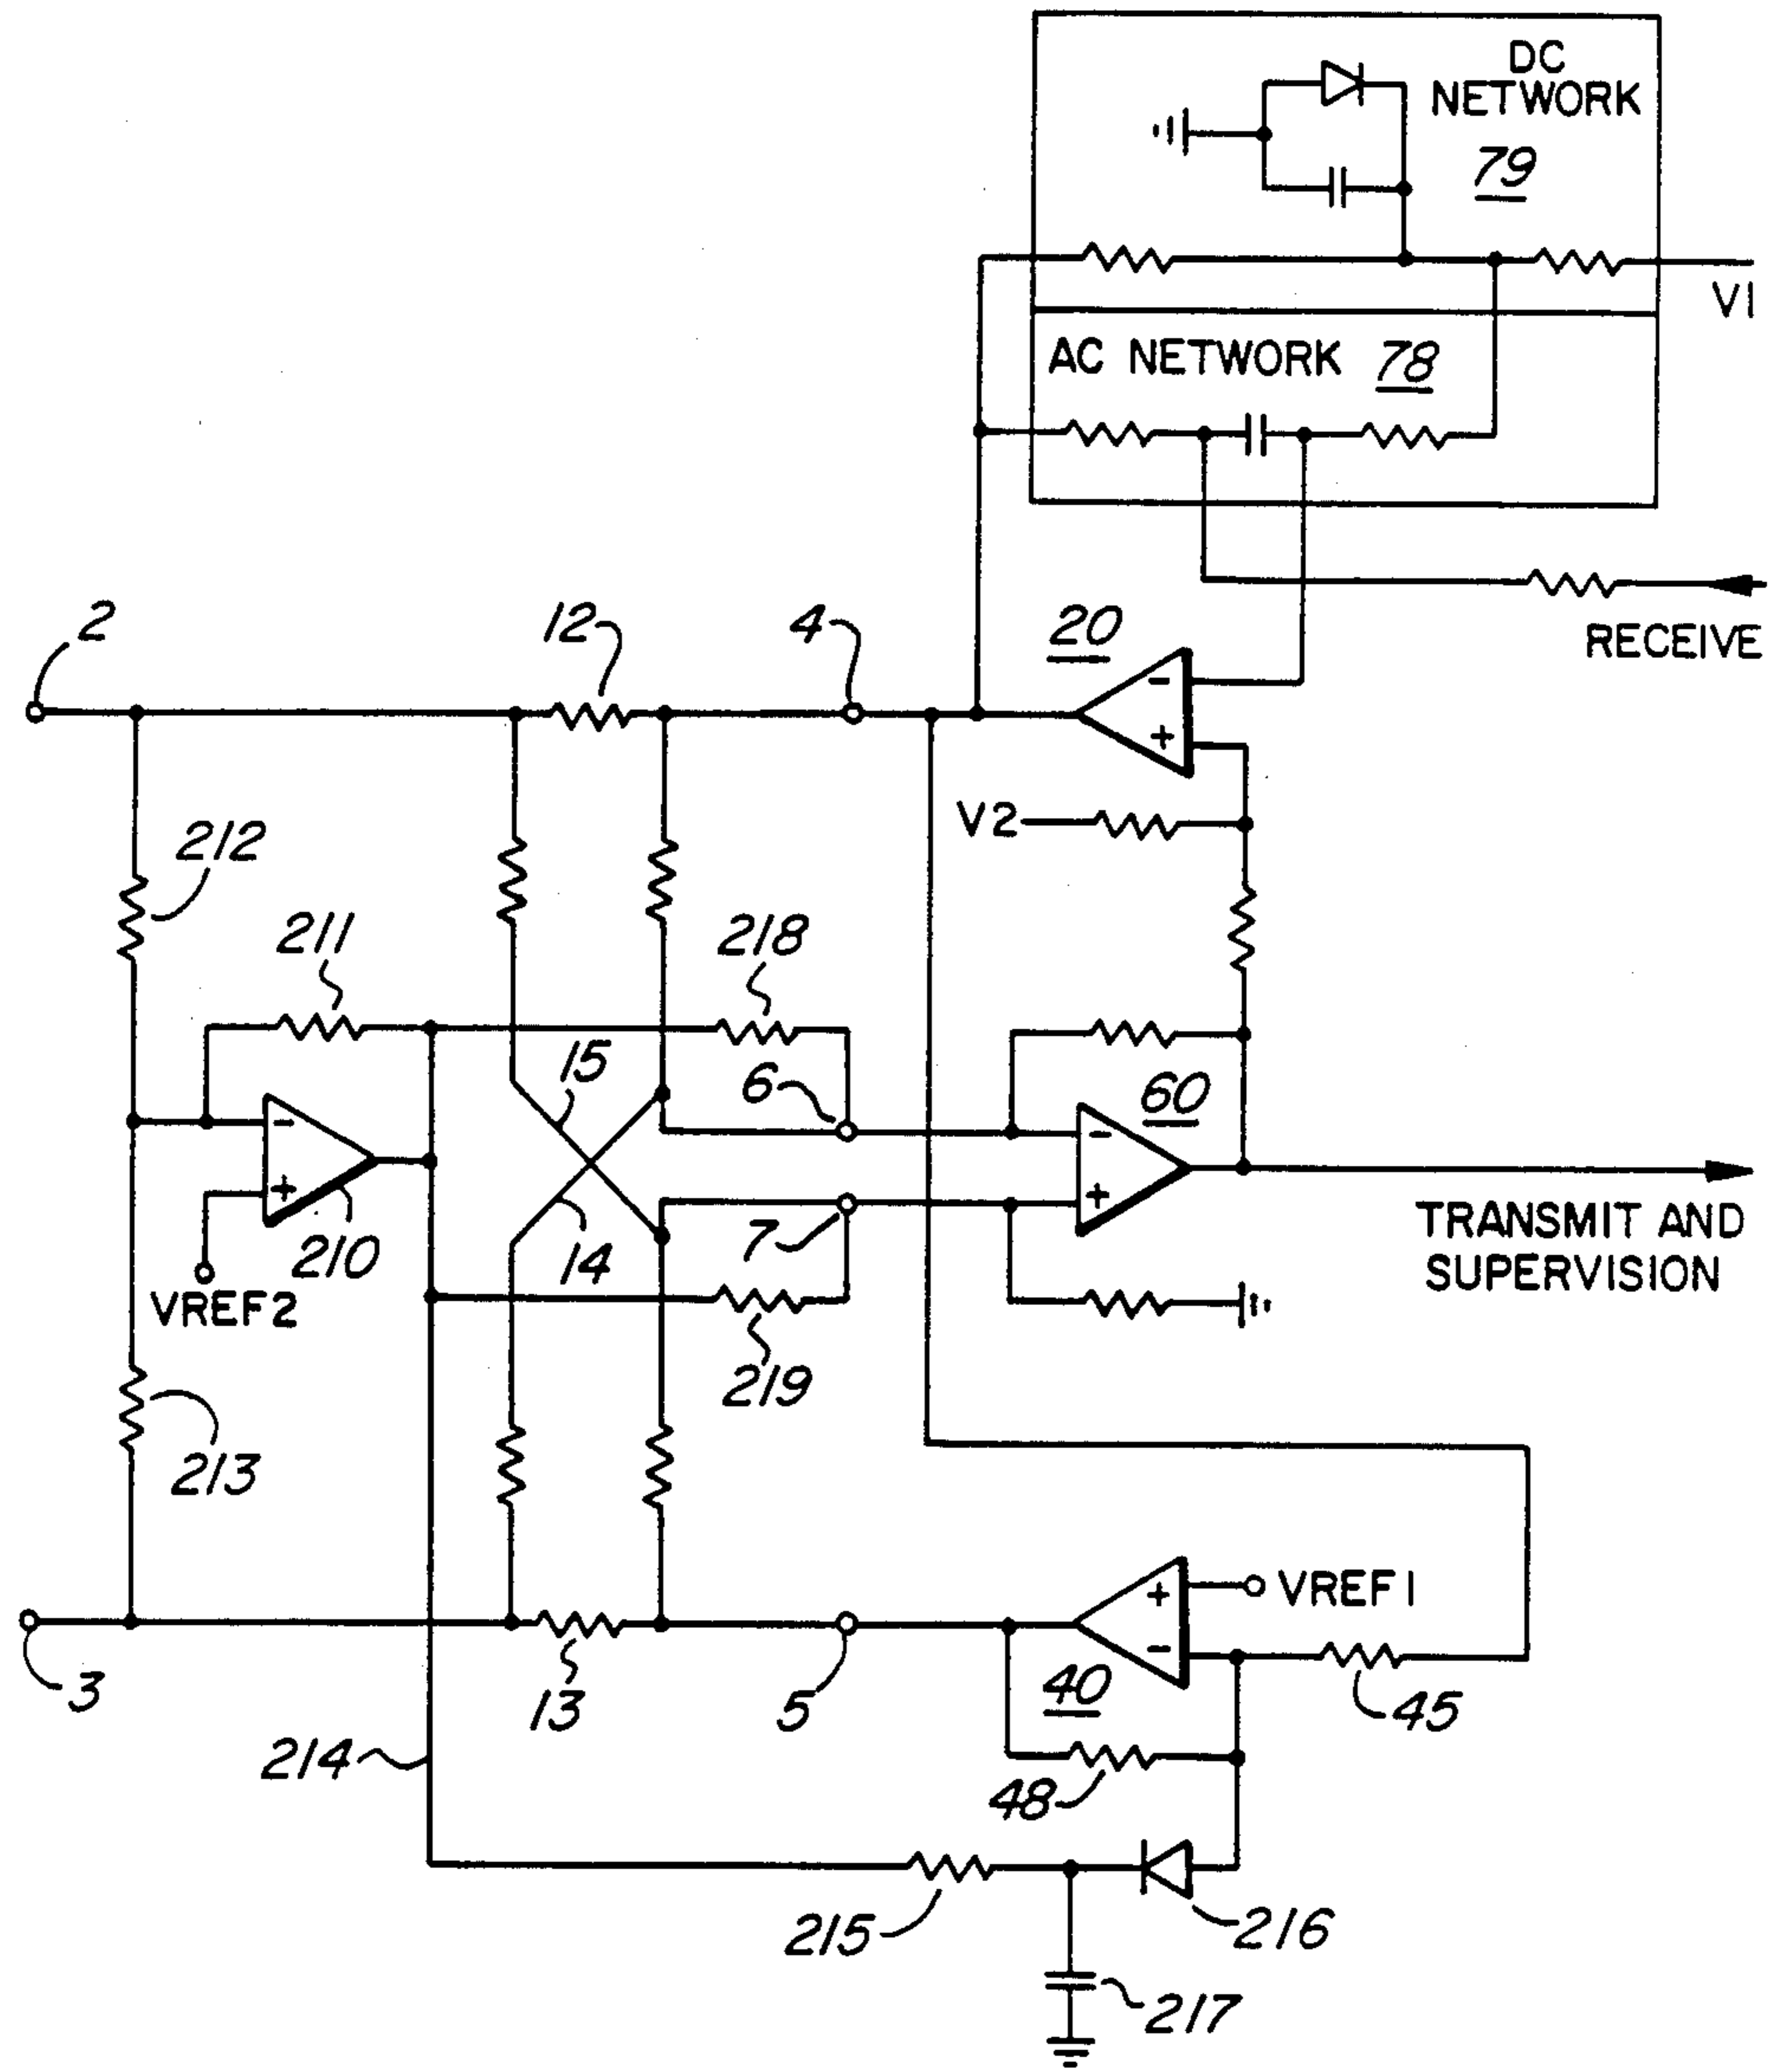 DC
NETWORK
79
V1
AC NETWORK 78
RECEIVE
2
12
4
20
V2
212
211
218
15
6
60
14
7
210
VREF2
TRANSMIT AND
SUPERVISION
219
213
VREF1
3
13
5
40
45
214
48
215
216
217